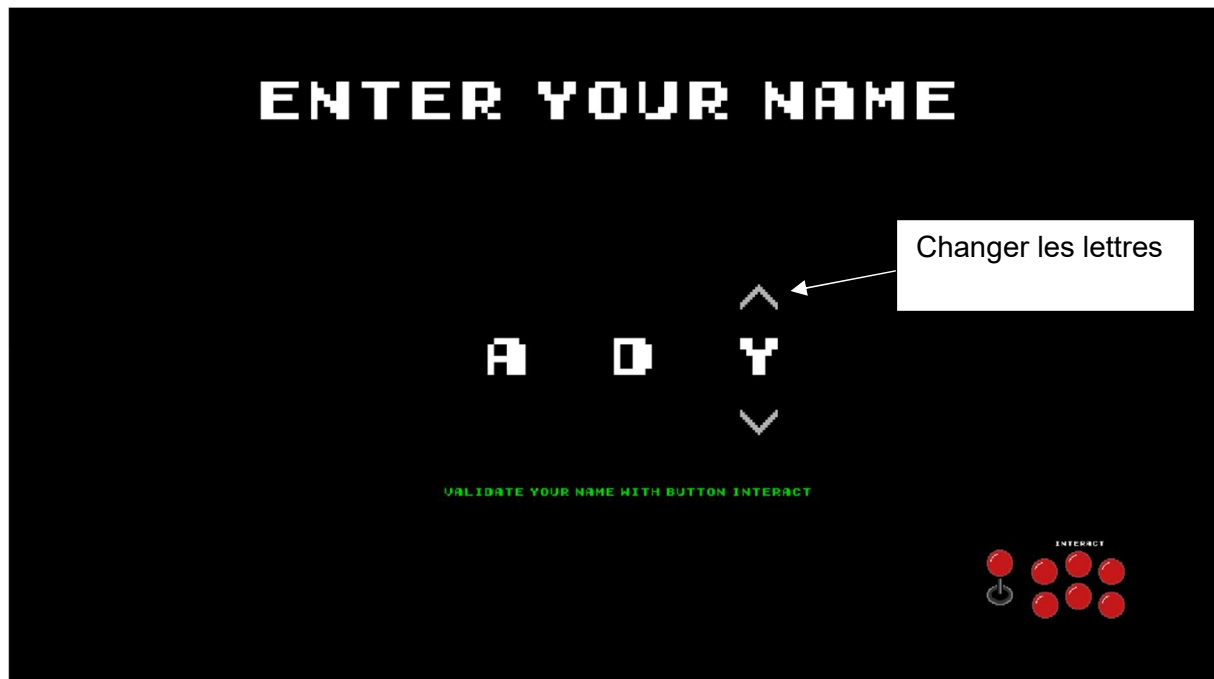 ENTER YOUR NAME
Changer les lettres
A D Y
VALIDATE YOUR NAME WITH BUTTON INTERACT
INTERACT